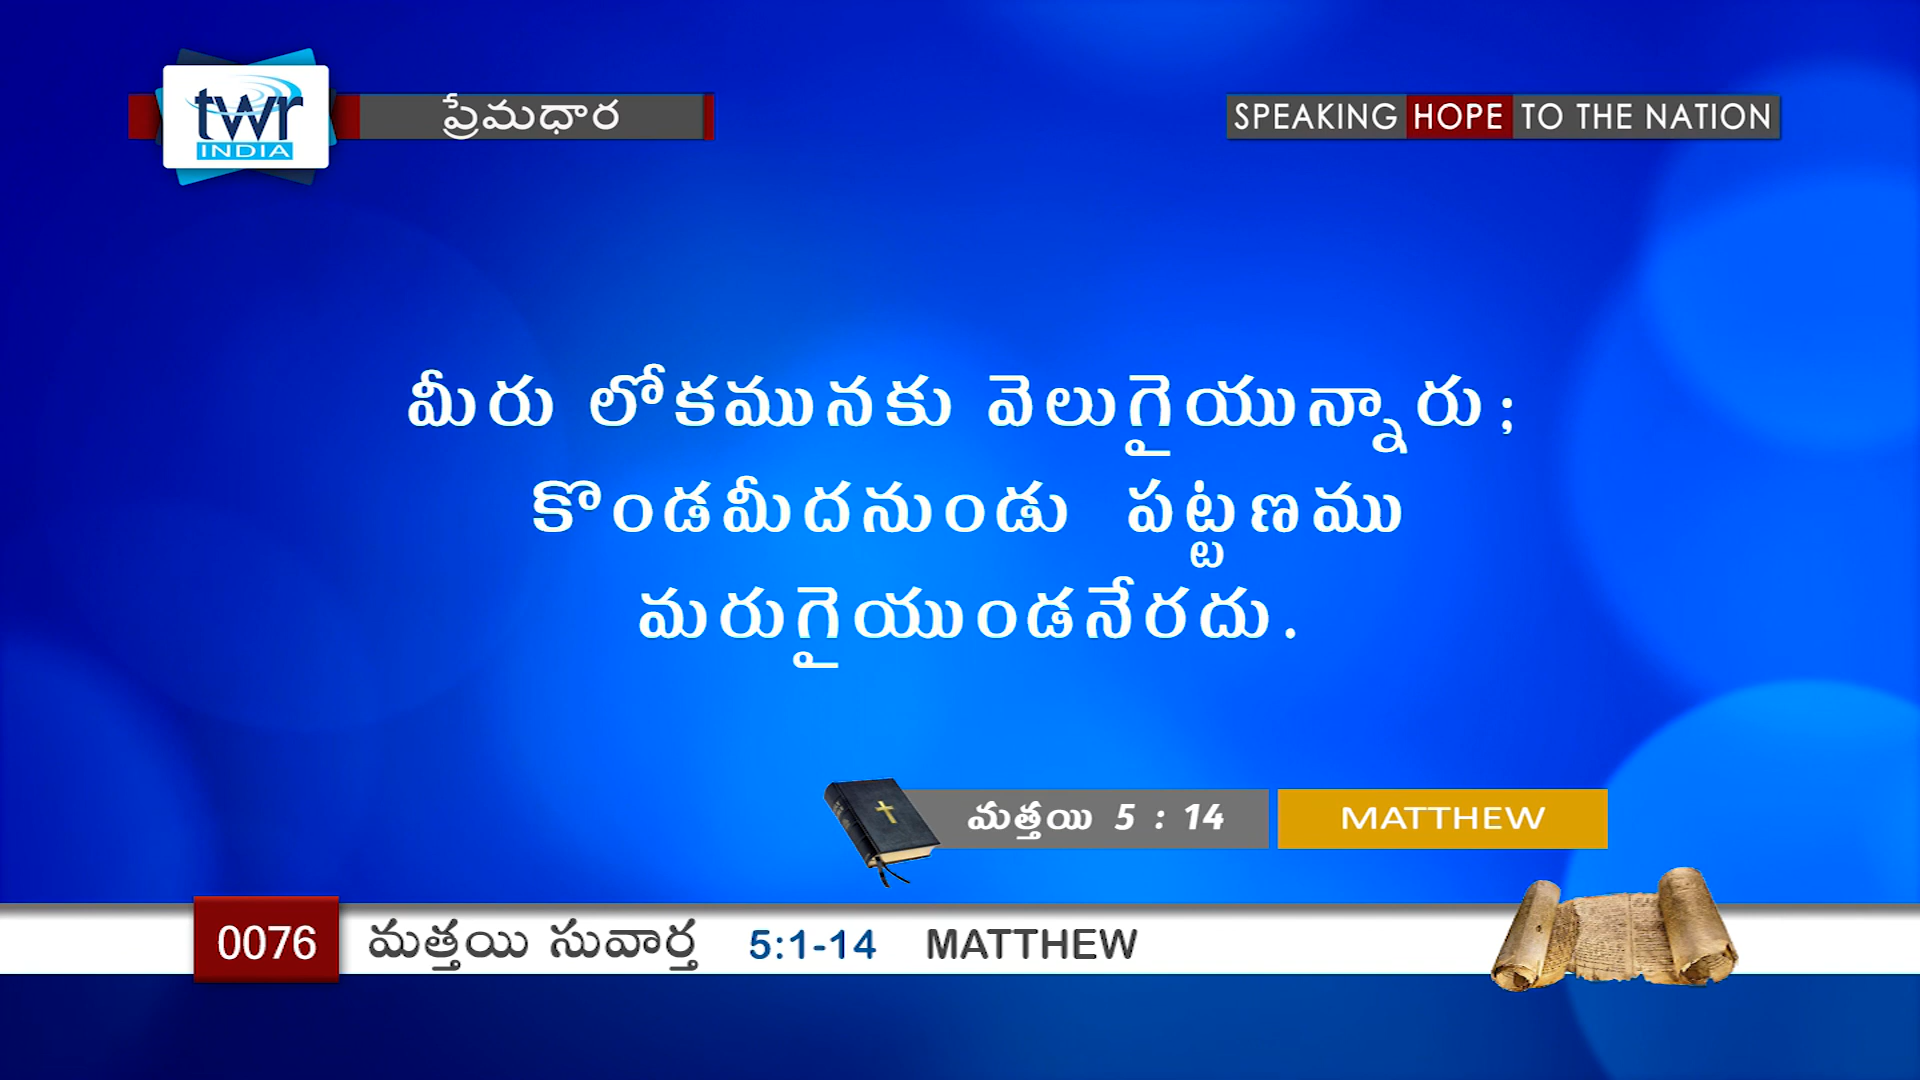 twr
INDIA
ప్రేమధార
SPEAKING HOPE TO THE NATION
మీరు లోకమునకు వెలుగైయున్నారు;
కొండమీదనుండు పట్టణము
మరుగైయుండనేరదు.
మత్తయి 5 : 14
MATTHEW
0076 మత్తయి సువార్త 5:1-14 MATTHEW